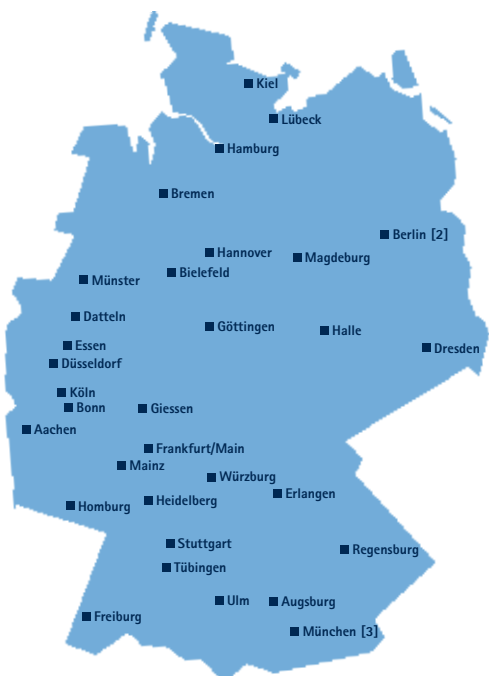 Kiel
Lübeck
Hamburg
Bremen
Berlin [2]
Hannover
Magdeburg
Bielefeld
Münster
Datteln
Göttingen
Halle
Essen
Dresden
Düsseldorf
Köln
Bonn
Giessen
Aachen
Frankfurt/Main
Mainz
Würzburg
Erlangen
Homburg
Heidelberg
Stuttgart
Regensburg
Tübingen
Ulm
Augsburg
Freiburg
München [3]